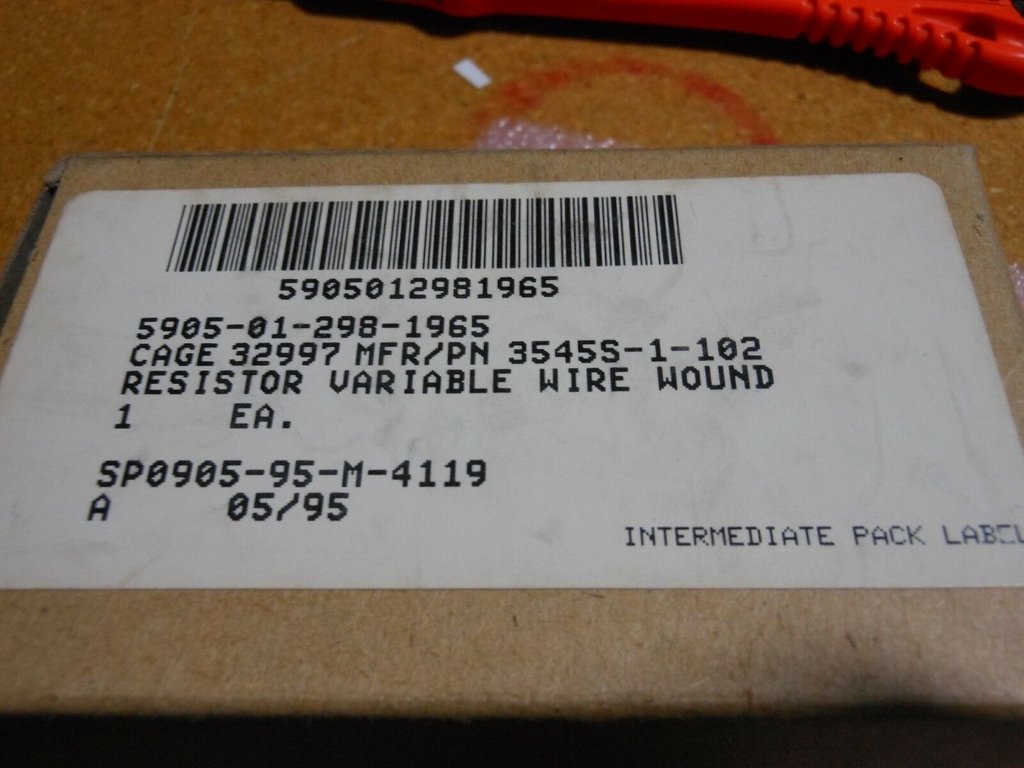 5905012981965
5905-01-298-1965
CAGE 32997 MFR/PN 3545S-1-102
RESISTOR VARIABLE WIRE WOUND
1 EA.
SP0905-95-M-4119
A 05/95
INTERMEDIATE PACK LABEL